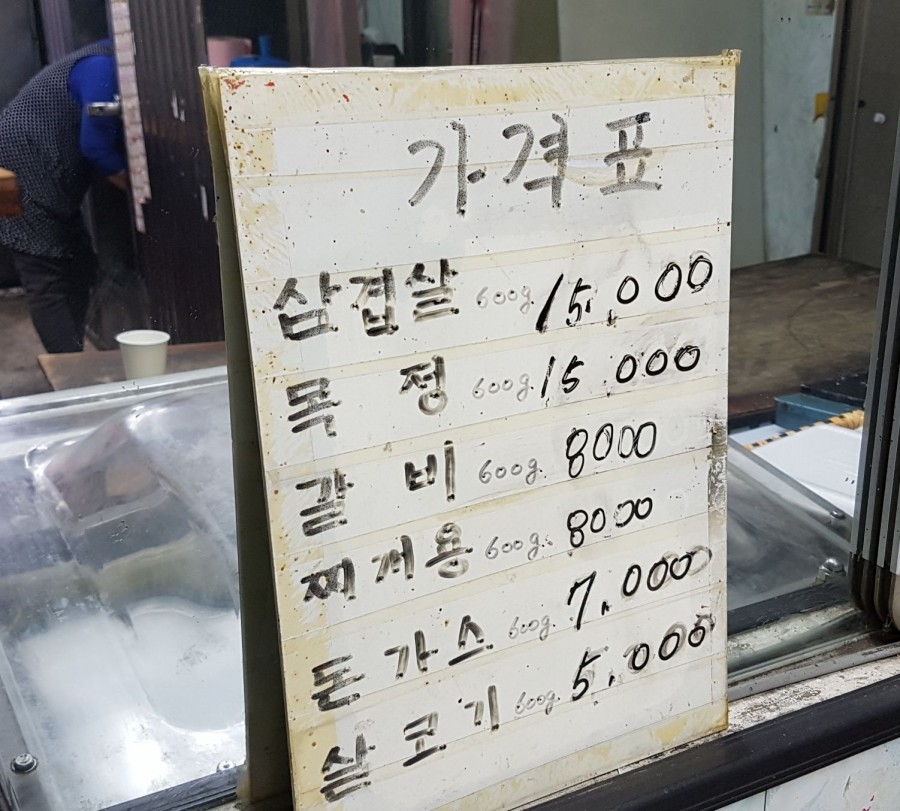 가격표
삼겹살 600g. 15,000
목정 600g. 15.000
갈비 600g. 8000
찌저용 600g. 8000
돈가스 600g. 7,000
살코기 600g. 5,000